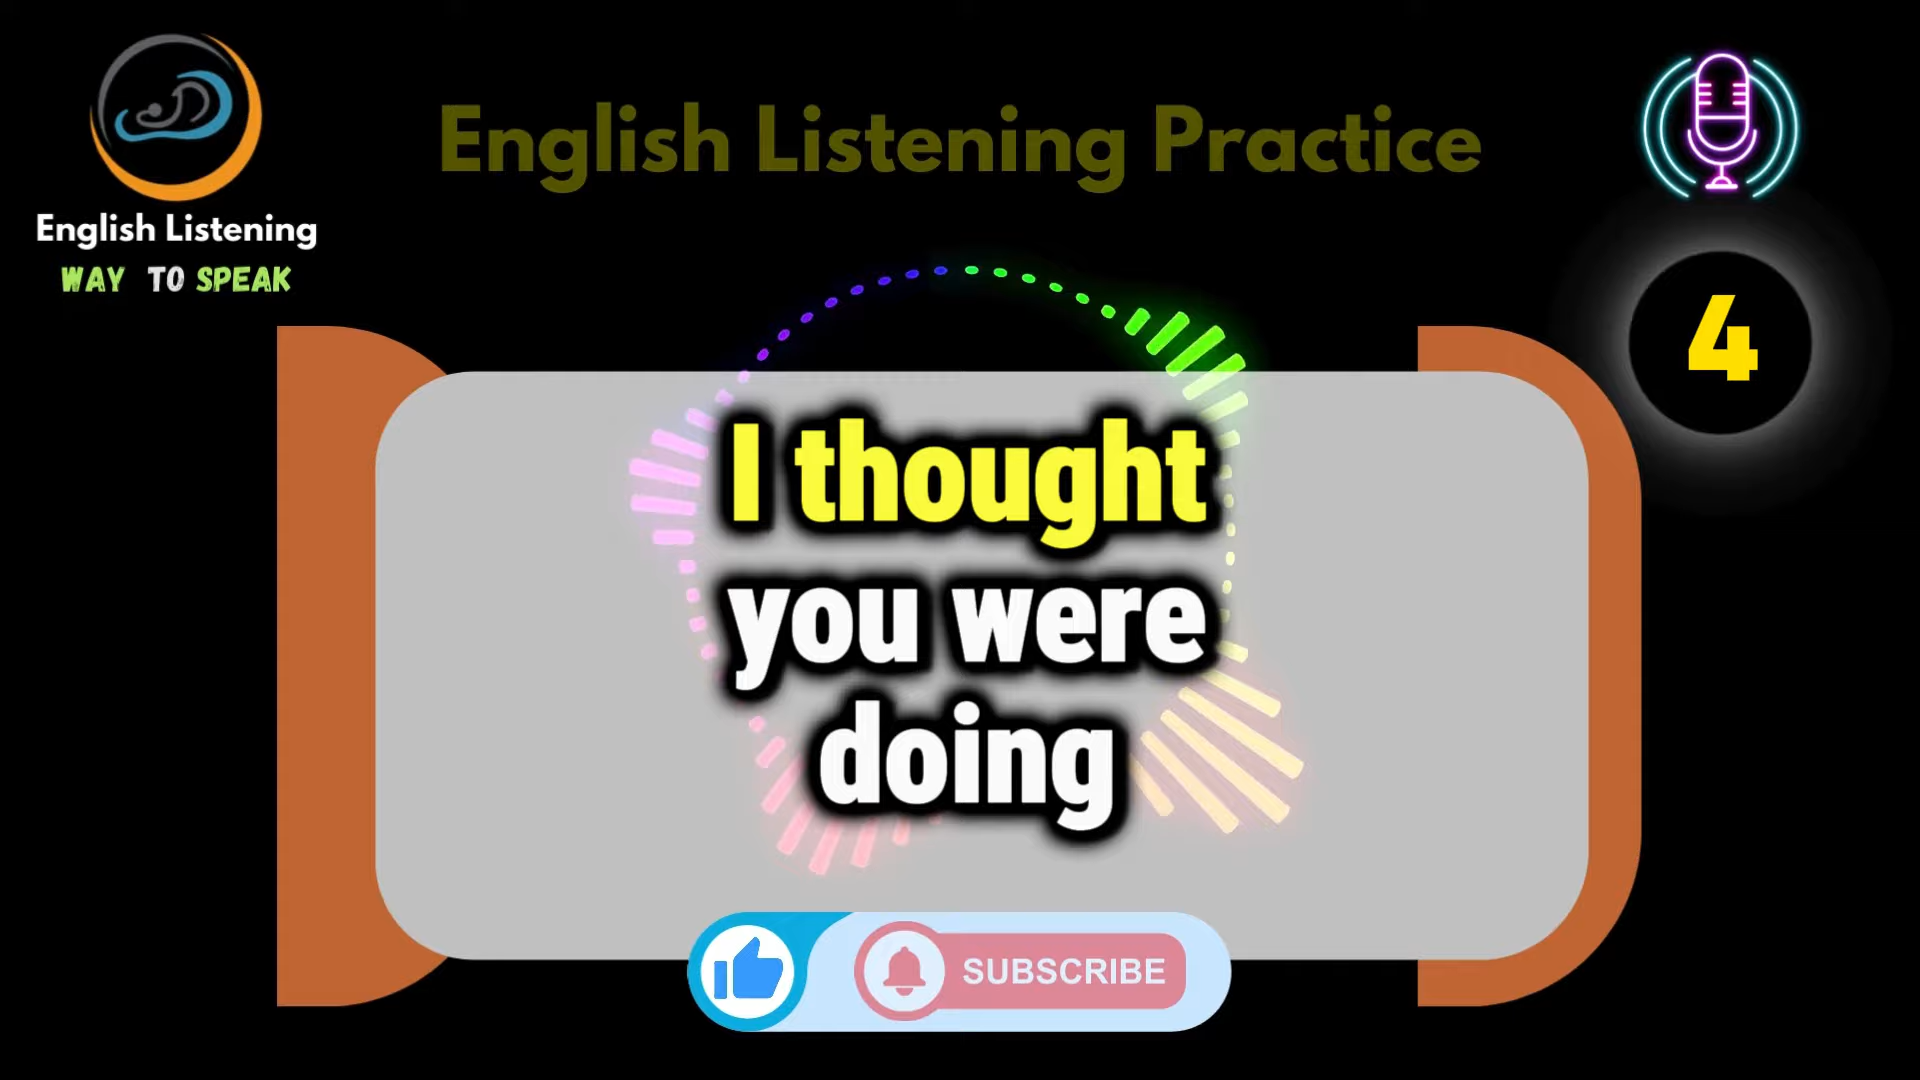 English Listening Practice
English Listening
WAY TO SPEAK
4
I thought
you were
doing
SUBSCRIBE